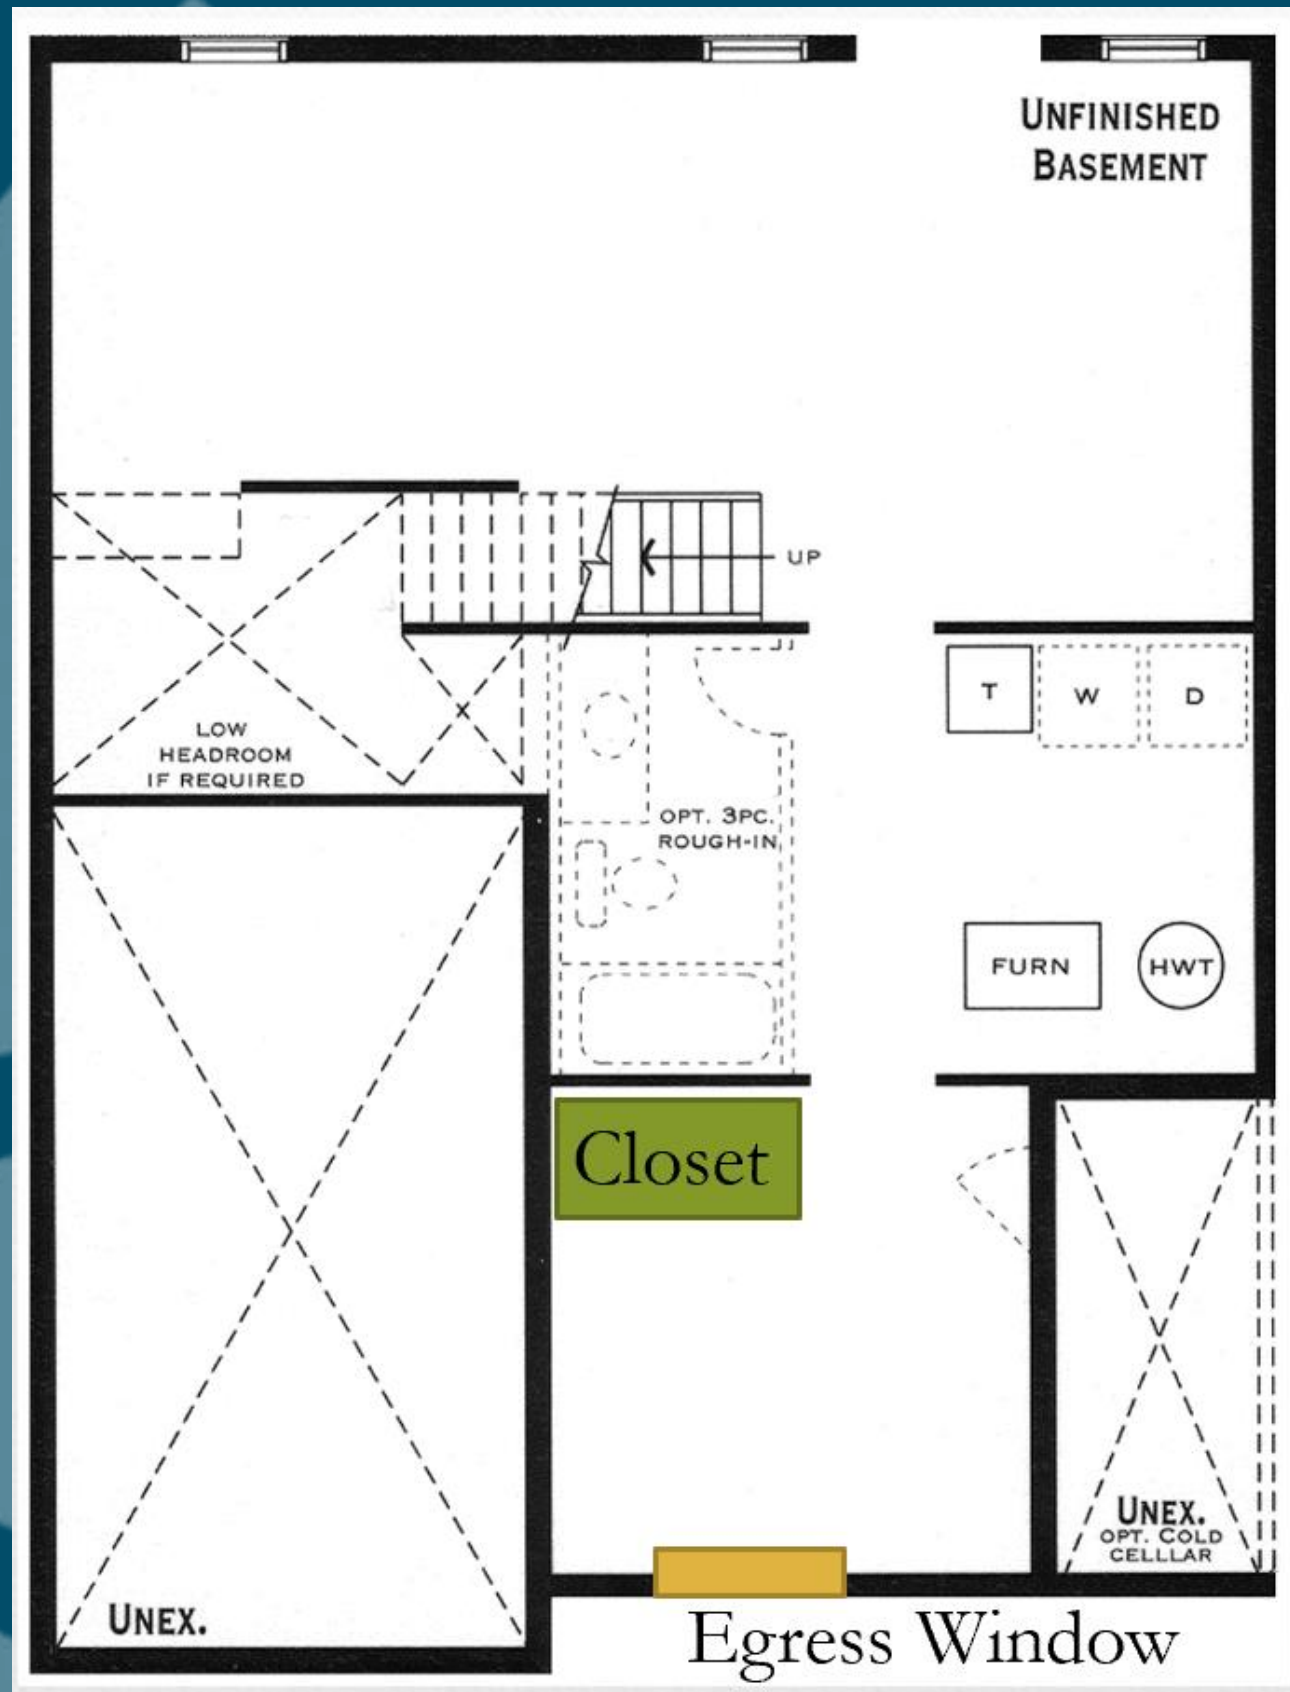 UNFINISHED
BASEMENT
UP
T
W
D
LOW
HEADROOM
IF REQUIRED
OPT. 3PC.
ROUGH-IN
FURN
HWT
Closet
UNEX.
OPT. COLD
CELLLAR
UNEX.
Egress Window